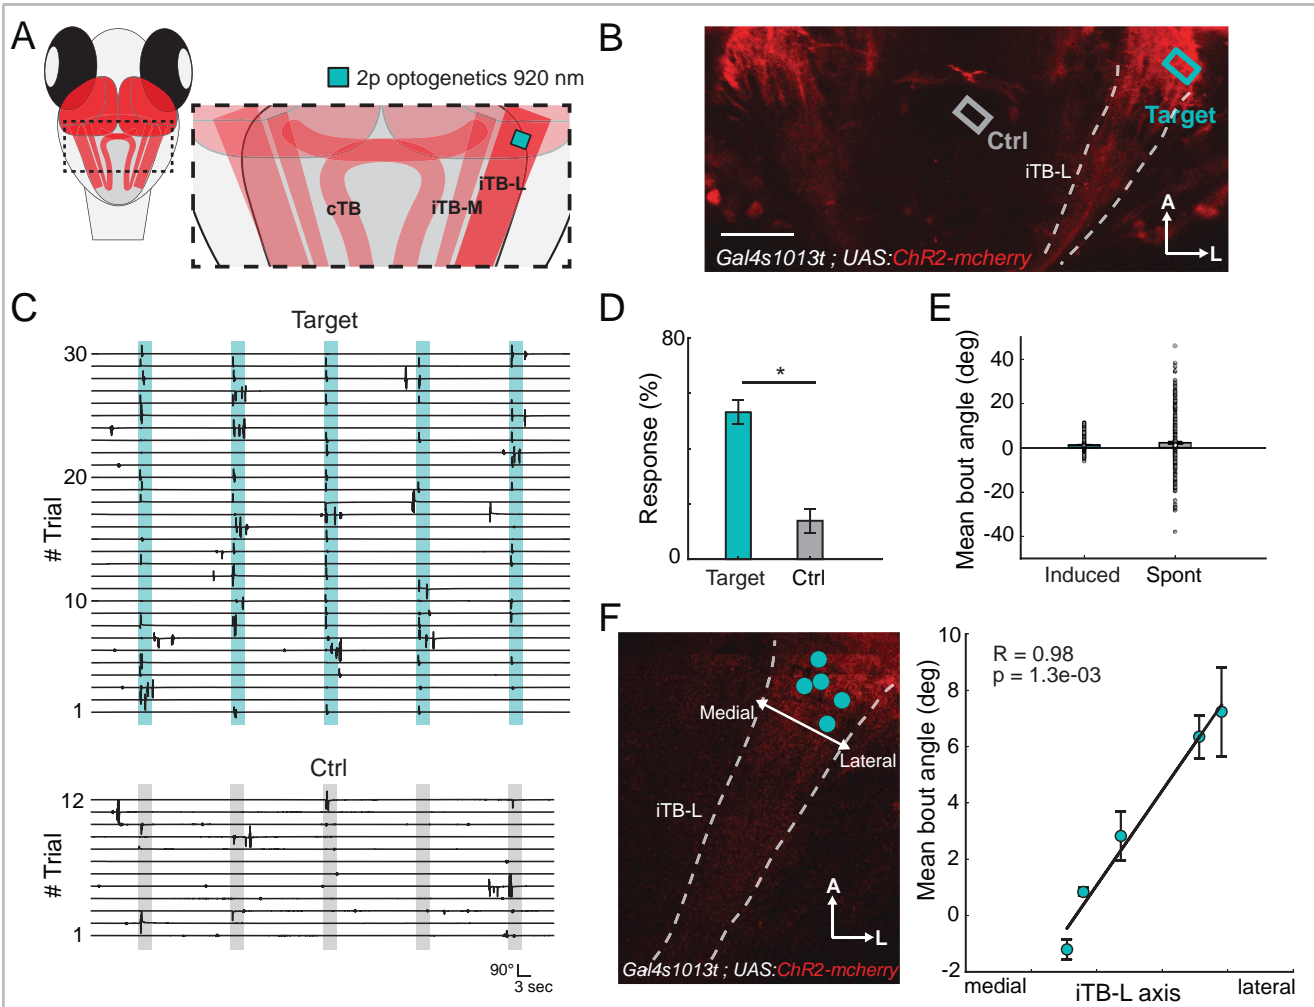 A
2p optogenetics 920 nm
cTB
iTB-M
iTB-L
B
Target
Ctrl
iTB-L
A
L
Gal4s1013t ; UAS:ChR2-mcherry
C
Target
30
20
10
1
# Trial
Ctrl
12
1
# Trial
90°
3 sec
D
80
0
Response (%)
*
Target
Ctrl
E
40
20
0
-20
-40
Mean bout angle (deg)
Induced
Spont
F
Medial
Lateral
iTB-L
A
L
Gal4s1013t ; UAS:ChR2-mcherry
R = 0.98
p = 1.3e-03
10
8
6
4
2
0
-2
Mean bout angle (deg)
medial
iTB-L axis
lateral